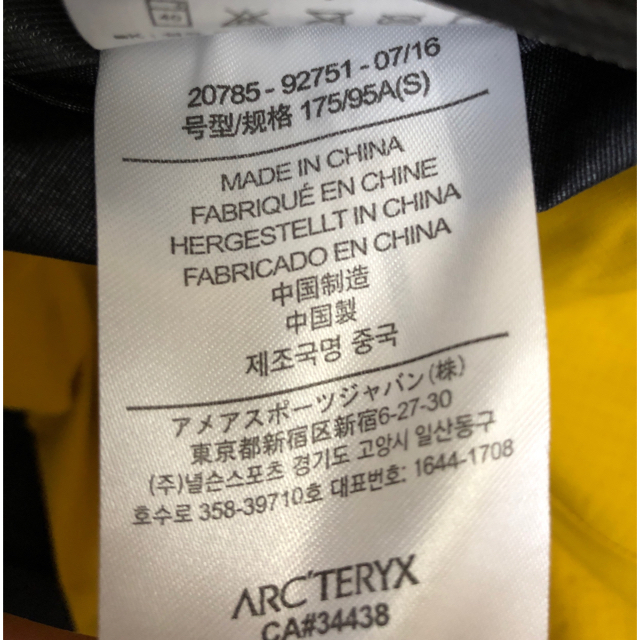 40
20785-92751-07/16
号型/规格 175/95A(S)
MADE IN CHINA
FABRIQUÉ EN CHINE
HERGESTELLT IN CHINA
FABRICADO EN CHINA
中国制造
中国製
제조국명 중국
アメアスポーツジャパン(株)
東京都新宿区新宿6-27-30
(주)넬슨스포츠 경기도 고양시 일산동구
호수로 358-39710호 대표번호: 1644-1708
ARC'TERYX
CA#34438